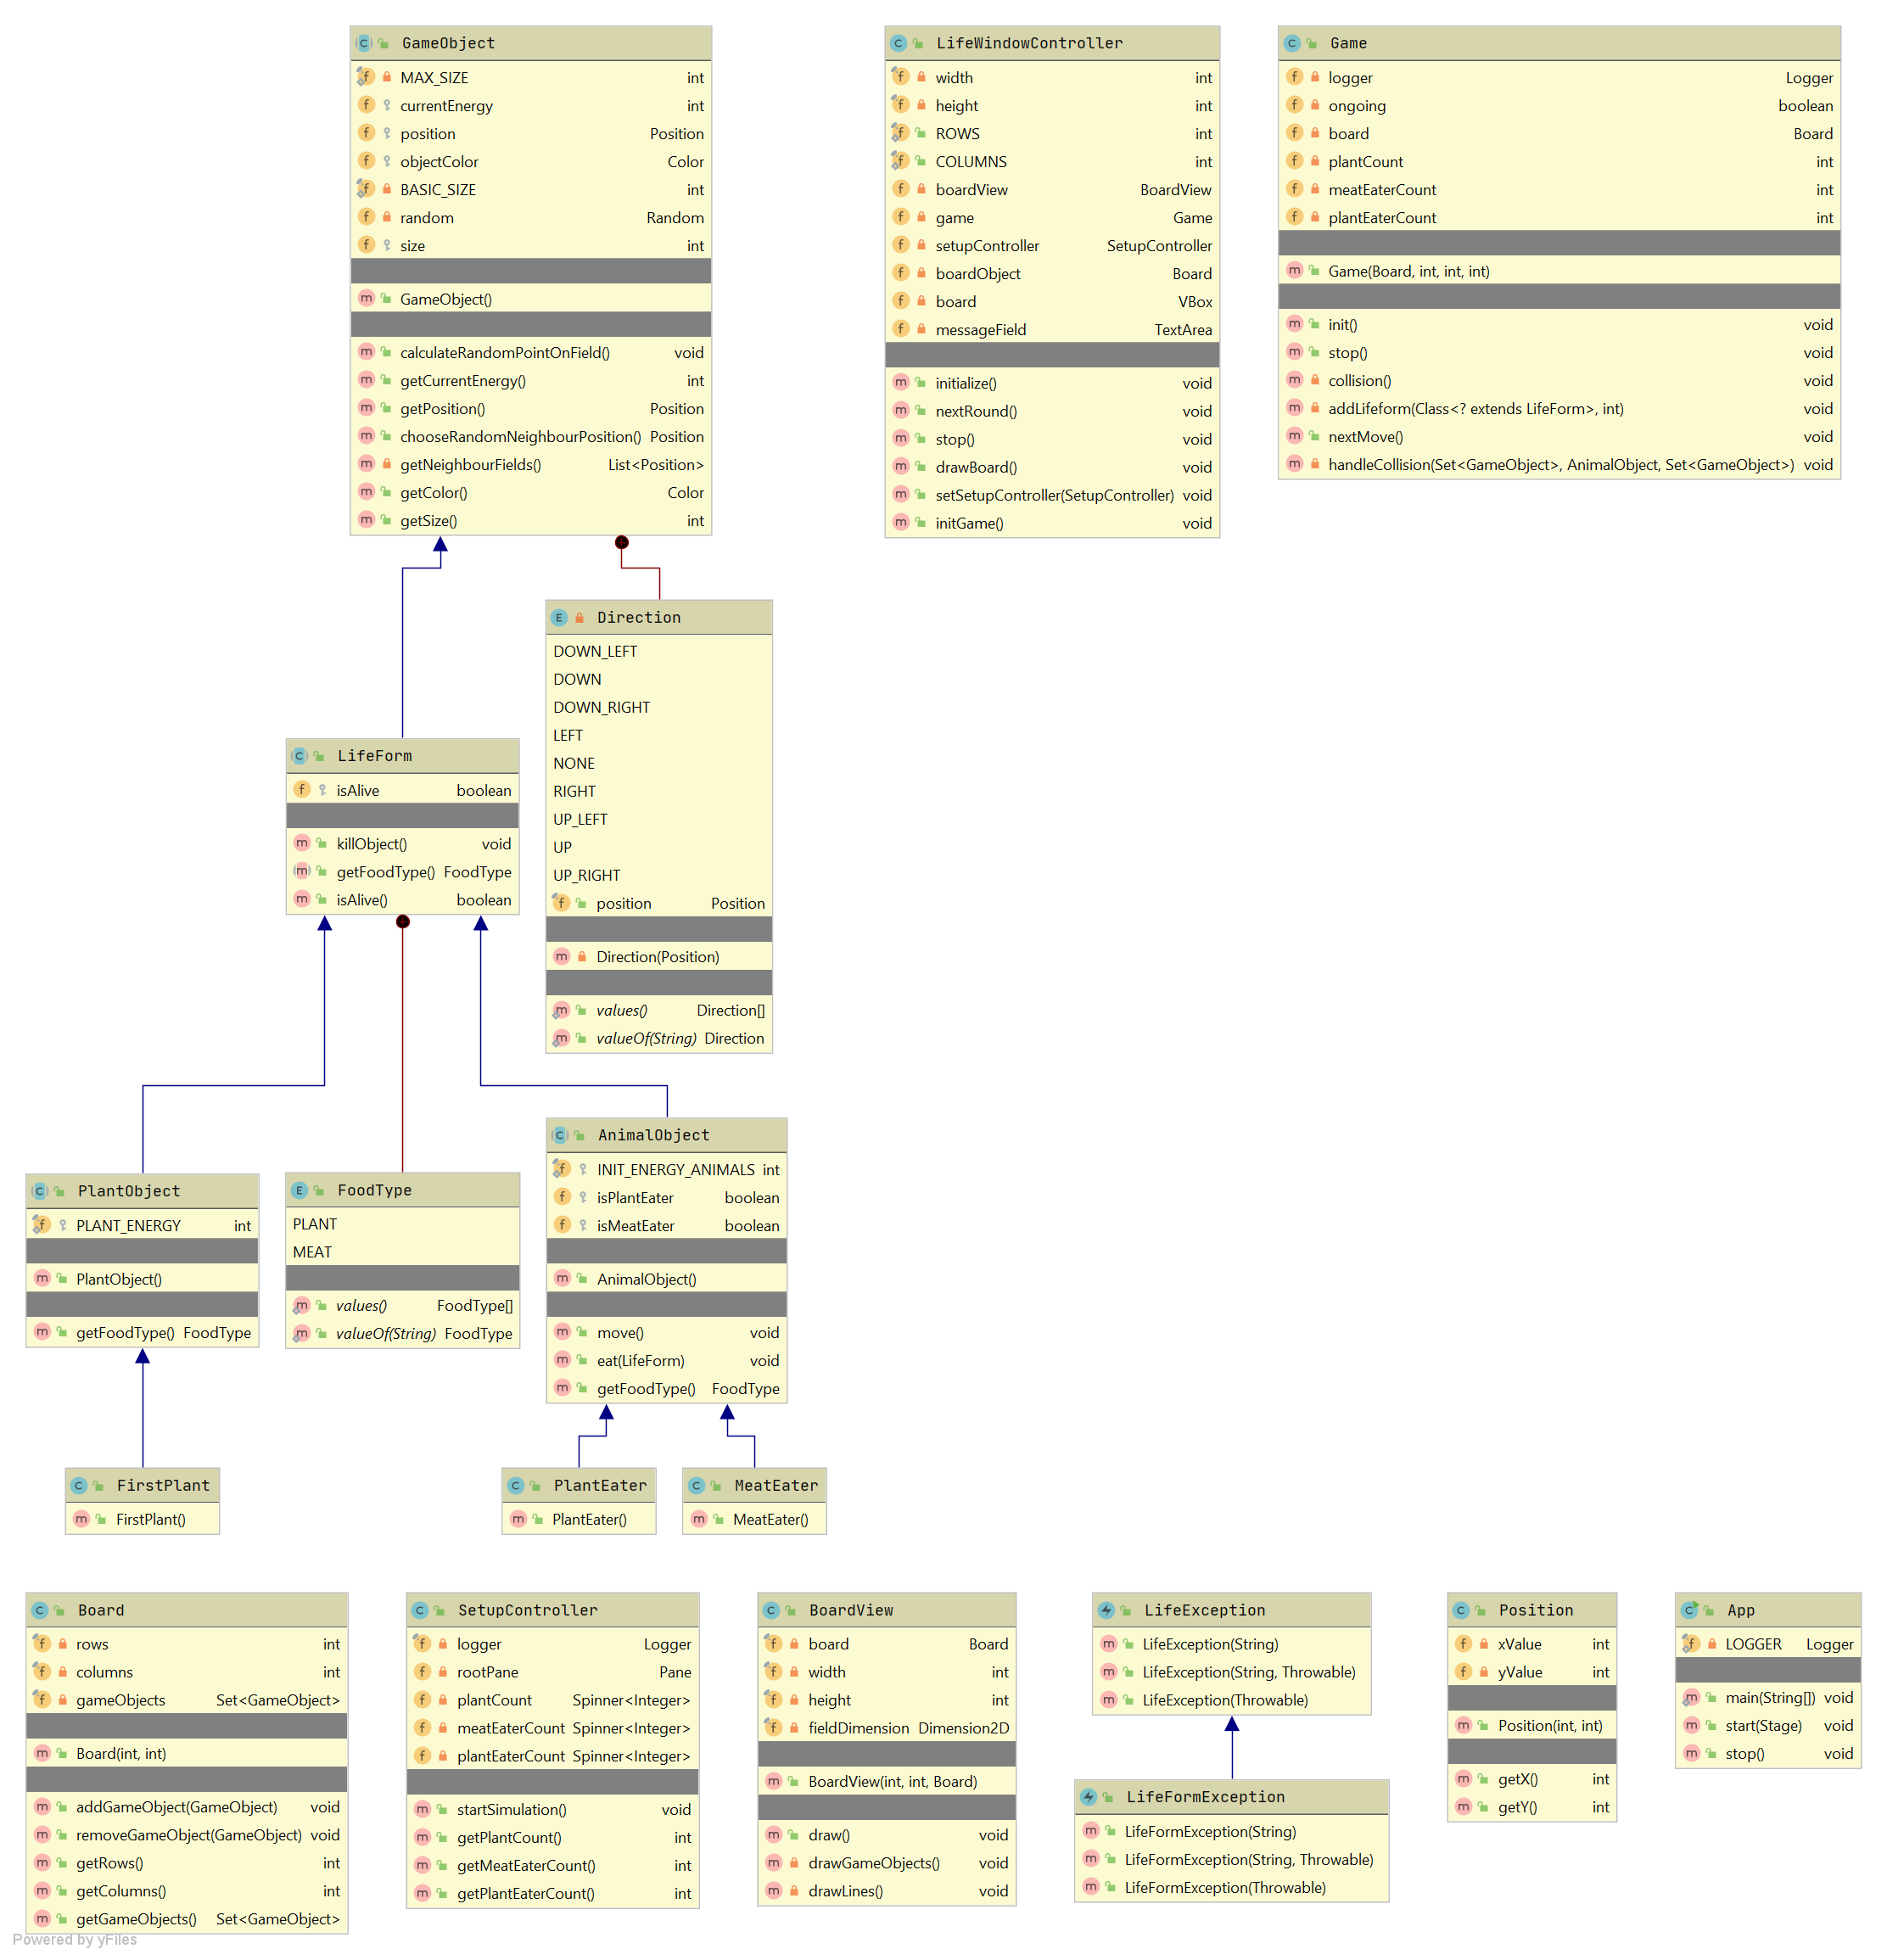 GameObject
MAX_SIZE int
currentEnergy int
position Position
objectColor Color
BASIC_SIZE int
random Random
size int
GameObject()
calculateRandomPointOnField() void
getCurrentEnergy() int
getPosition() Position
chooseRandomNeighbourPosition() Position
getNeighbourFields() List<Position>
getColor() Color
getSize() int
LifeWindowController
width int
height int
ROWS int
COLUMNS int
boardView BoardView
game Game
setupController SetupController
boardObject Board
board VBox
messageField TextArea
initialize() void
nextRound() void
stop() void
drawBoard() void
setSetupController(SetupController) void
initGame() void
Game
logger Logger
ongoing boolean
board Board
plantCount int
meatEaterCount int
plantEaterCount int
Game(Board, int, int, int)
init() void
stop() void
collision() void
addLifeform(Class<? extends LifeForm>, int) void
nextMove() void
handleCollision(Set<GameObject>, AnimalObject, Set<GameObject>) void
Direction
DOWN_LEFT
DOWN
DOWN_RIGHT
LEFT
NONE
RIGHT
UP_LEFT
UP
UP_RIGHT
position Position
Direction(Position)
values() Direction[]
valueOf(String) Direction
LifeForm
isAlive boolean
killObject() void
getFoodType() FoodType
isAlive() boolean
PlantObject
PLANT_ENERGY int
PlantObject()
getFoodType() FoodType
FoodType
PLANT
MEAT
values() FoodType[]
valueOf(String) FoodType
AnimalObject
INIT_ENERGY_ANIMALS int
isPlantEater boolean
isMeatEater boolean
AnimalObject()
move() void
eat(LifeForm) void
getFoodType() FoodType
FirstPlant
FirstPlant()
PlantEater
PlantEater()
MeatEater
MeatEater()
Board
rows int
columns int
gameObjects Set<GameObject>
Board(int, int)
addGameObject(GameObject) void
removeGameObject(GameObject) void
getRows() int
getColumns() int
getGameObjects() Set<GameObject>
SetupController
logger Logger
rootPane Pane
plantCount Spinner<Integer>
meatEaterCount Spinner<Integer>
plantEaterCount Spinner<Integer>
startSimulation() void
getPlantCount() int
getMeatEaterCount() int
getPlantEaterCount() int
BoardView
board Board
width int
height int
fieldDimension Dimension2D
BoardView(int, int, Board)
draw() void
drawGameObjects() void
drawLines() void
LifeException
LifeException(String)
LifeException(String, Throwable)
LifeException(Throwable)
LifeFormException
LifeFormException(String)
LifeFormException(String, Throwable)
LifeFormException(Throwable)
Position
xValue int
yValue int
Position(int, int)
getX() int
getY() int
App
LOGGER Logger
main(String[]) void
start(Stage) void
stop() void
Powered by yFiles